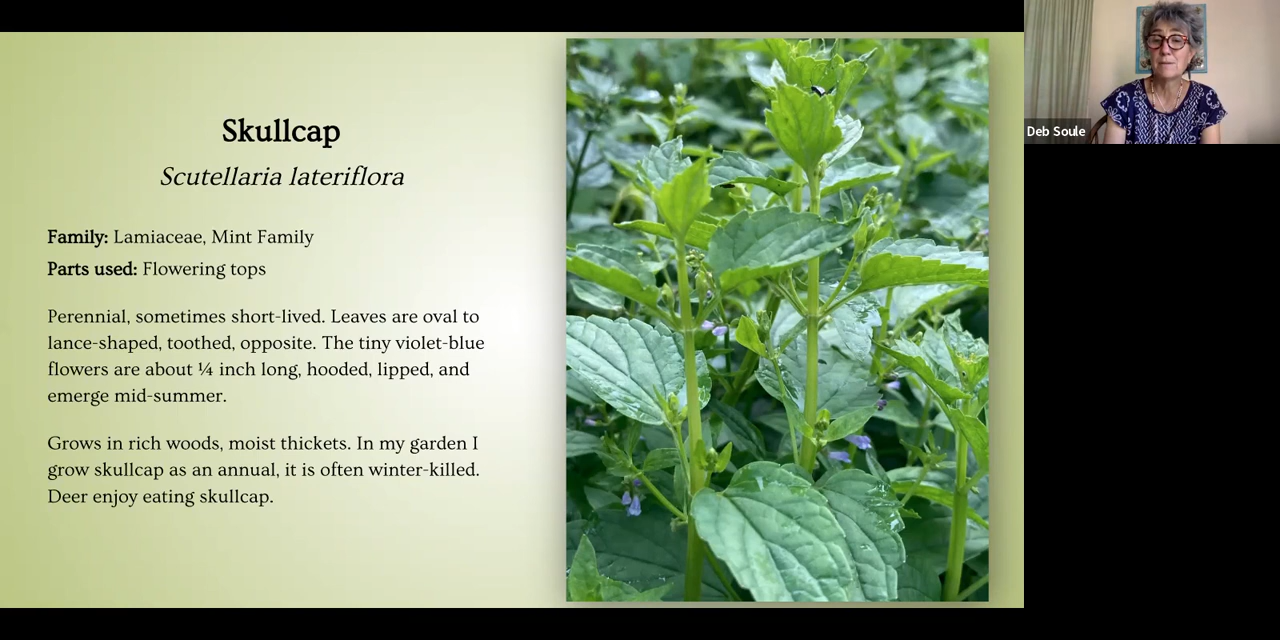 Skullcap
Scutellaria lateriflora
Family: Lamiaceae, Mint Family
Parts used: Flowering tops
Perennial, sometimes short-lived. Leaves are oval to
lance-shaped, toothed, opposite. The tiny violet-blue
flowers are about ¼ inch long, hooded, lipped, and
emerge mid-summer.
Grows in rich woods, moist thickets. In my garden I
grow skullcap as an annual, it is often winter-killed.
Deer enjoy eating skullcap.
Deb Soule